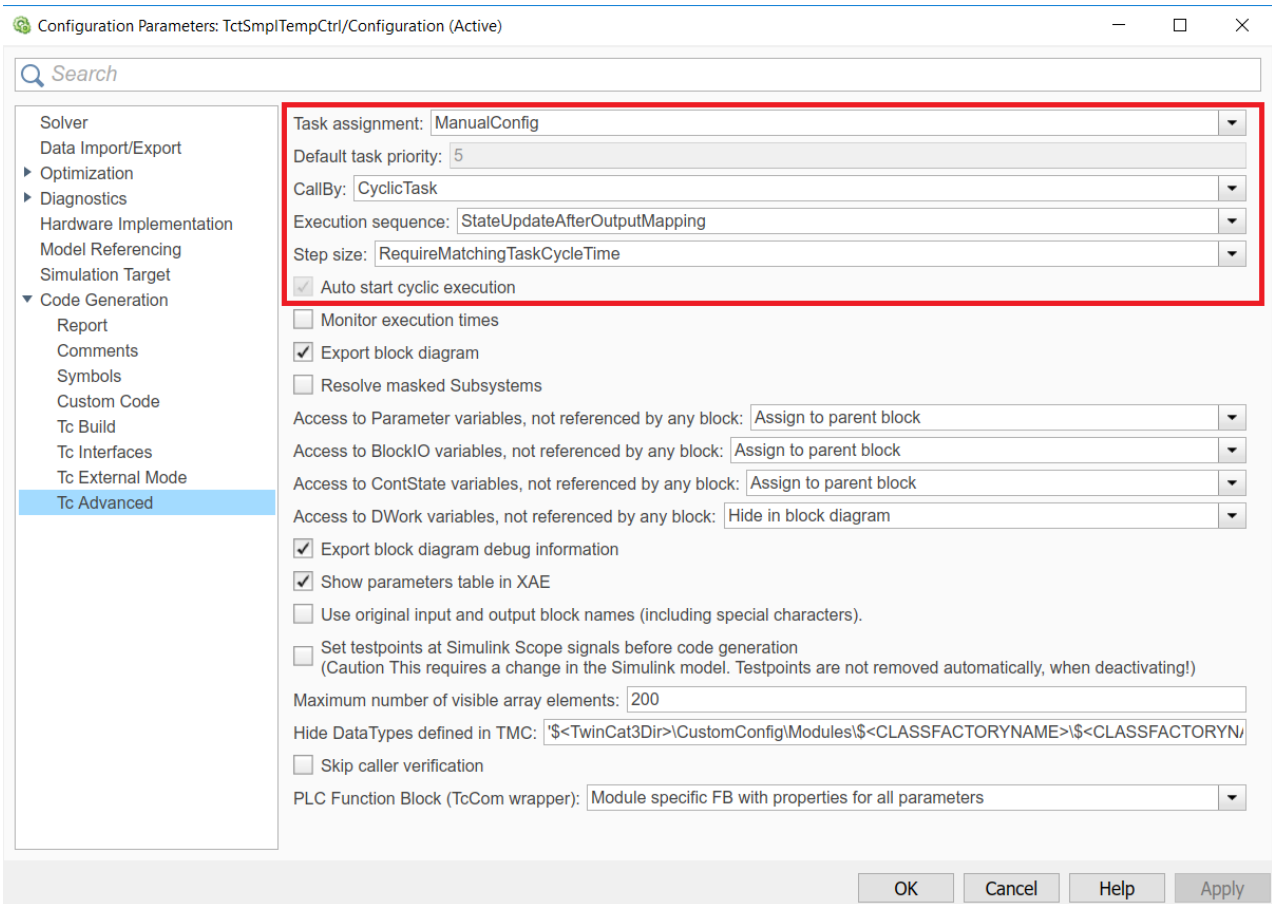 Configuration Parameters: TctSmplTempCtrl/Configuration (Active)
Search
Solver
Data Import/Export
Optimization
Diagnostics
Hardware Implementation
Model Referencing
Simulation Target
Code Generation
Report
Comments
Symbols
Custom Code
Tc Build
Tc Interfaces
Tc External Mode
Tc Advanced
Task assignment: ManualConfig
Default task priority: 5
CallBy: CyclicTask
Execution sequence: StateUpdateAfterOutputMapping
Step size: RequireMatchingTaskCycleTime
Auto start cyclic execution
Monitor execution times
Export block diagram
Resolve masked Subsystems
Access to Parameter variables, not referenced by any block: Assign to parent block
Access to BlockIO variables, not referenced by any block: Assign to parent block
Access to ContState variables, not referenced by any block: Assign to parent block
Access to DWork variables, not referenced by any block: Hide in block diagram
Export block diagram debug information
Show parameters table in XAE
Use original input and output block names (including special characters).
Set testpoints at Simulink Scope signals before code generation
(Caution This requires a change in the Simulink model. Testpoints are not removed automatically, when deactivating!)
Maximum number of visible array elements: 200
Hide DataTypes defined in TMC: '$<TwinCat3Dir>\CustomConfig\Modules\$<CLASSFACTORYNAME>\$<CLASSFACTORYNA
Skip caller verification
PLC Function Block (TcCom wrapper): Module specific FB with properties for all parameters
OK Cancel Help Apply